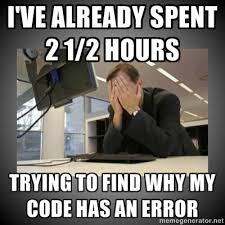 I'VE ALREADY SPENT
2 1/2 HOURS
TRYING TO FIND WHY MY
CODE HAS AN ERROR
memegenerator.net